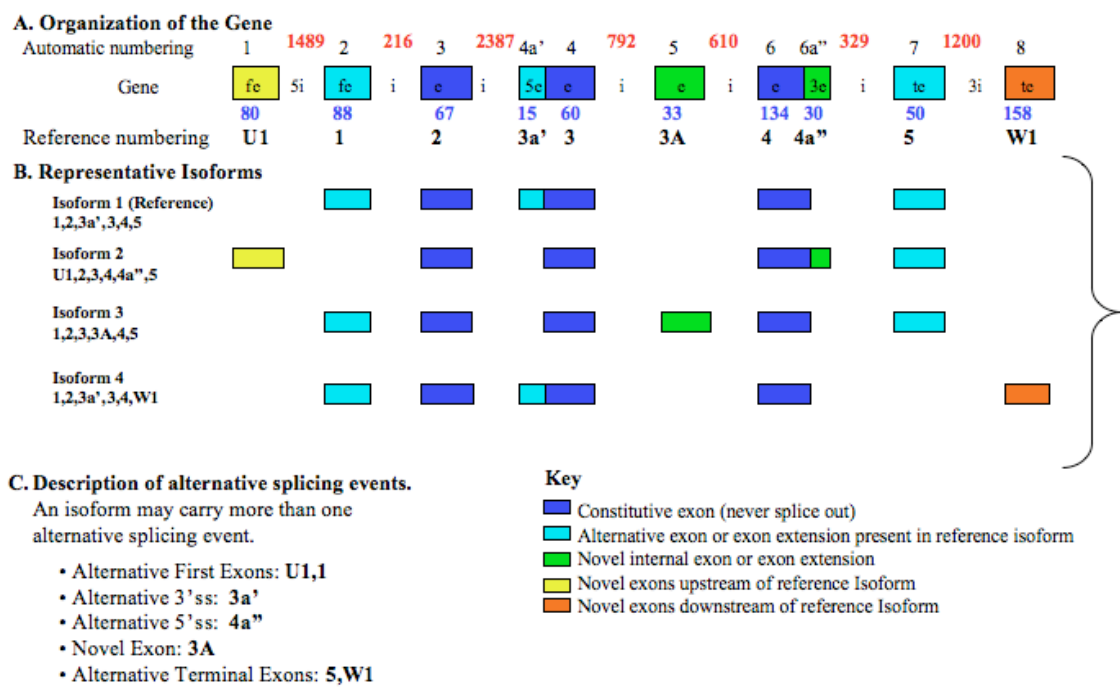 A. Organization of the Gene
Automatic numbering 1 1489 2 216 3 2387 4a’ 4 792 5 610 6 6a” 329 7 1200 8
Gene fe 5i fe i e i 5e e i e i e 3e i te 3i te
80 88 67 15 60 33 134 30 50 158
Reference numbering U1 1 2 3a’ 3 3A 4 4a” 5 W1
B. Representative Isoforms
Isoform 1 (Reference)
1,2,3a’,3,4,5
Isoform 2
U1,2,3,4,4a”,5
Isoform 3
1,2,3,3A,4,5
Isoform 4
1,2,3a’,3,4,W1
C. Description of alternative splicing events.
An isoform may carry more than one
alternative splicing event.
• Alternative First Exons: U1,1
• Alternative 3’ss: 3a’
• Alternative 5’ss: 4a”
• Novel Exon: 3A
• Alternative Terminal Exons: 5,W1
Key
Constitutive exon (never splice out)
Alternative exon or exon extension present in reference isoform
Novel internal exon or exon extension
Novel exons upstream of reference Isoform
Novel exons downstream of reference Isoform